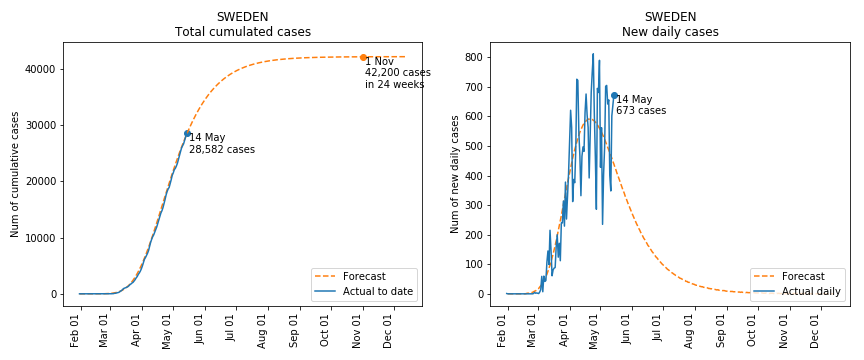 SWEDEN
Total cumulated cases
Num of cumulative cases
40000
30000
20000
10000
0
1 Nov
42,200 cases
in 24 weeks
14 May
28,582 cases
Forecast
Actual to date
Feb 01
Mar 01
Apr 01
May 01
Jun 01
Jul 01
Aug 01
Sep 01
Oct 01
Nov 01
Dec 01
SWEDEN
New daily cases
Num of new daily cases
800
700
600
500
400
300
200
100
0
14 May
673 cases
Forecast
Actual daily
Feb 01
Mar 01
Apr 01
May 01
Jun 01
Jul 01
Aug 01
Sep 01
Oct 01
Nov 01
Dec 01